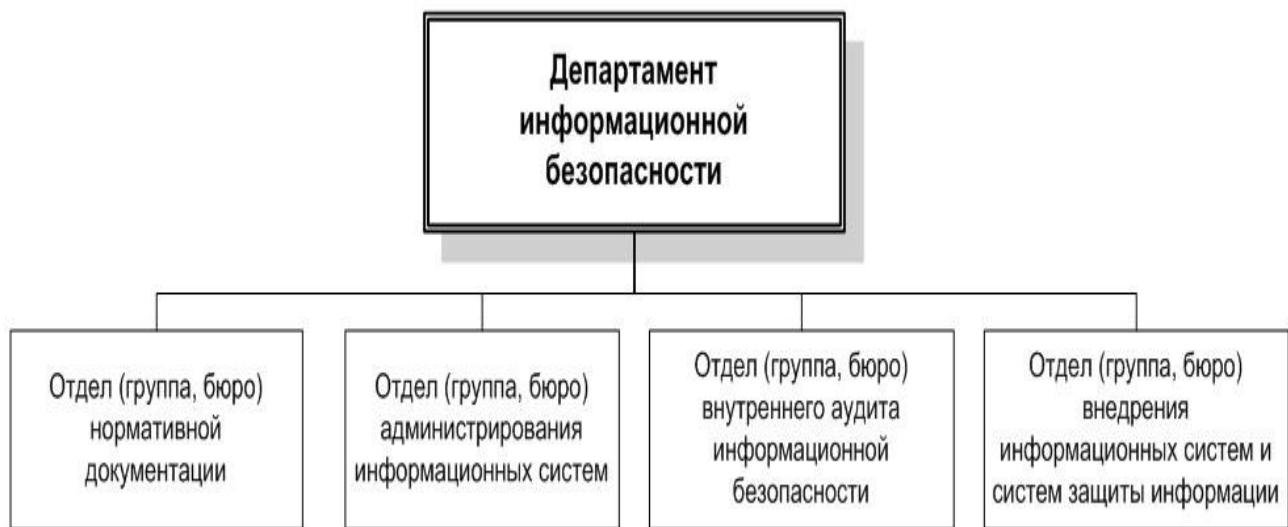 Департамент
информационной
безопасности
Отдел (группа, бюро)
нормативной
документации
Отдел (группа, бюро)
администрирования
информационных систем
Отдел (группа, бюро)
внутреннего аудита
информационной
безопасности
Отдел (группа, бюро)
внедрения
информационных систем и
систем защиты информации